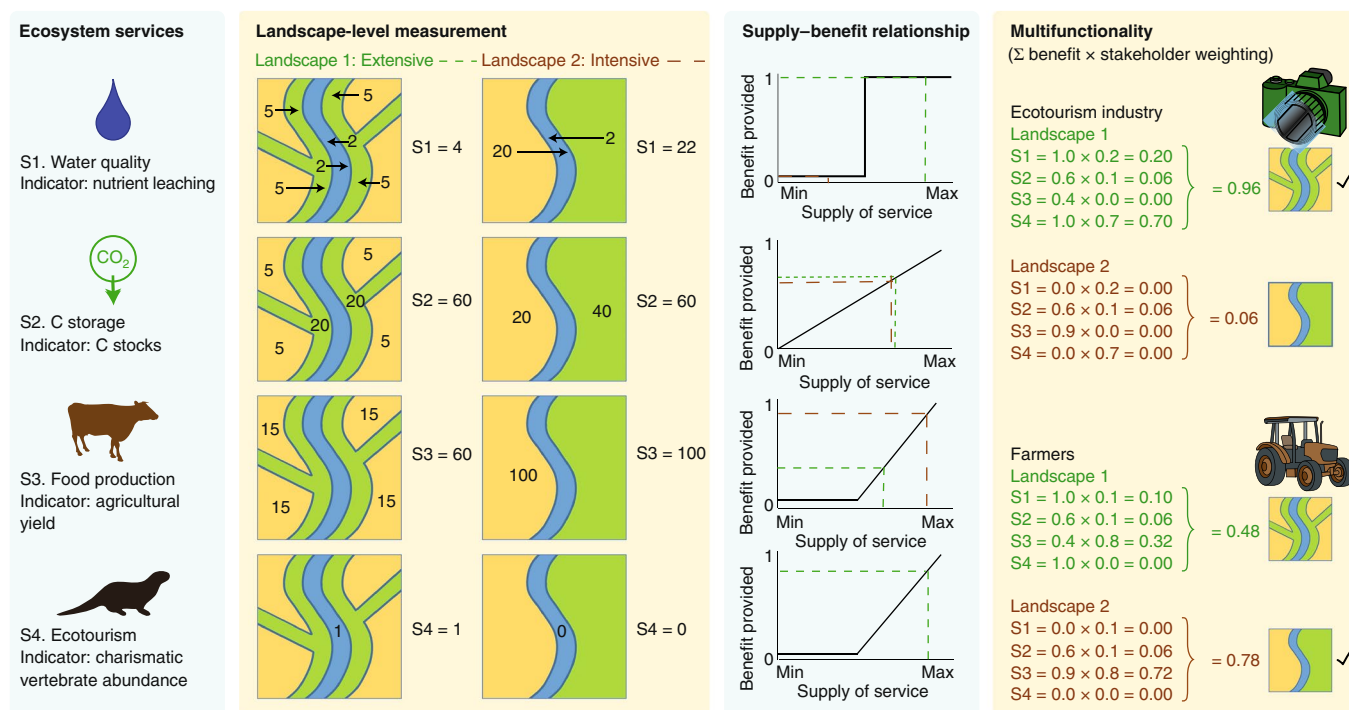 Ecosystem services
S1. Water quality
Indicator: nutrient leaching
CO2
S2. C storage
Indicator: C stocks
S3. Food production
Indicator: agricultural
yield
S4. Ecotourism
Indicator: charismatic
vertebrate abundance
Landscape-level measurement
Landscape 1: Extensive
Landscape 2: Intensive
5
5
2
2
5
5
S1 = 4
20
2
S1 = 22
5
5
20
20
5
5
S2 = 60
20
40
S2 = 60
15
15
15
15
S3 = 60
100
S3 = 100
1
S4 = 1
0
S4 = 0
Supply–benefit relationship
Benefit provided
1
0
Min
Max
Supply of service
Benefit provided
1
0
Min
Max
Supply of service
Benefit provided
1
0
Min
Max
Supply of service
Benefit provided
1
0
Min
Max
Supply of service
Multifunctionality
(Σ benefit × stakeholder weighting)
Ecotourism industry
Landscape 1
S1 = 1.0 × 0.2 = 0.20
S2 = 0.6 × 0.1 = 0.06
S3 = 0.4 × 0.0 = 0.00
S4 = 1.0 × 0.7 = 0.70
= 0.96
Landscape 2
S1 = 0.0 × 0.2 = 0.00
S2 = 0.6 × 0.1 = 0.06
S3 = 0.9 × 0.0 = 0.00
S4 = 0.0 × 0.7 = 0.00
= 0.06
Farmers
Landscape 1
S1 = 1.0 × 0.1 = 0.10
S2 = 0.6 × 0.1 = 0.06
S3 = 0.4 × 0.8 = 0.32
S4 = 1.0 × 0.0 = 0.00
= 0.48
Landscape 2
S1 = 0.0 × 0.1 = 0.00
S2 = 0.6 × 0.1 = 0.06
S3 = 0.9 × 0.8 = 0.72
S4 = 0.0 × 0.0 = 0.00
= 0.78